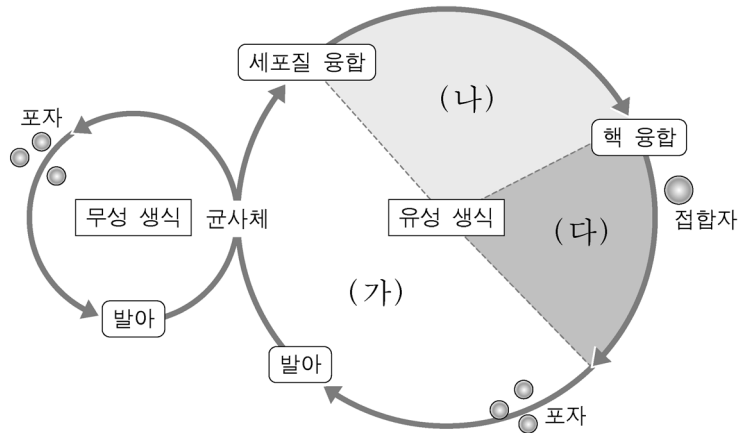 세포질 융합
(나)
포자
핵 융합
무성 생식
균사체
유성 생식
(다)
접합자
(가)
발아
발아
포자